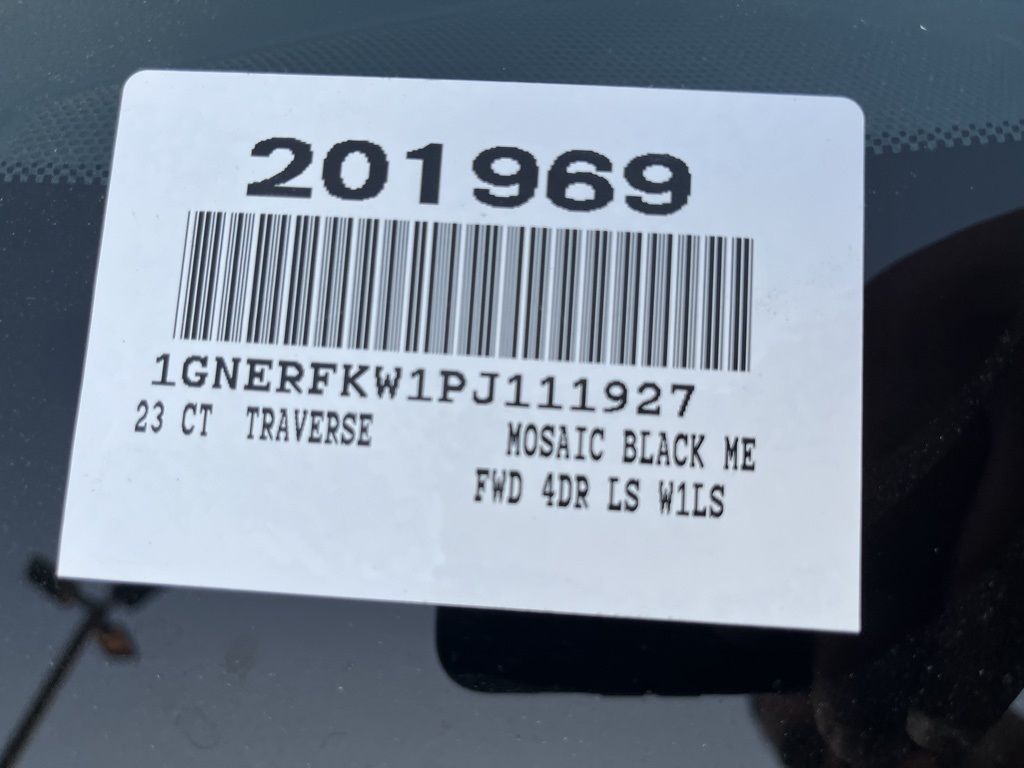 201969
1GNERFKW1PJ111927
23 CT TRAVERSE MOSAIC BLACK ME
FWD 4DR LS W1LS